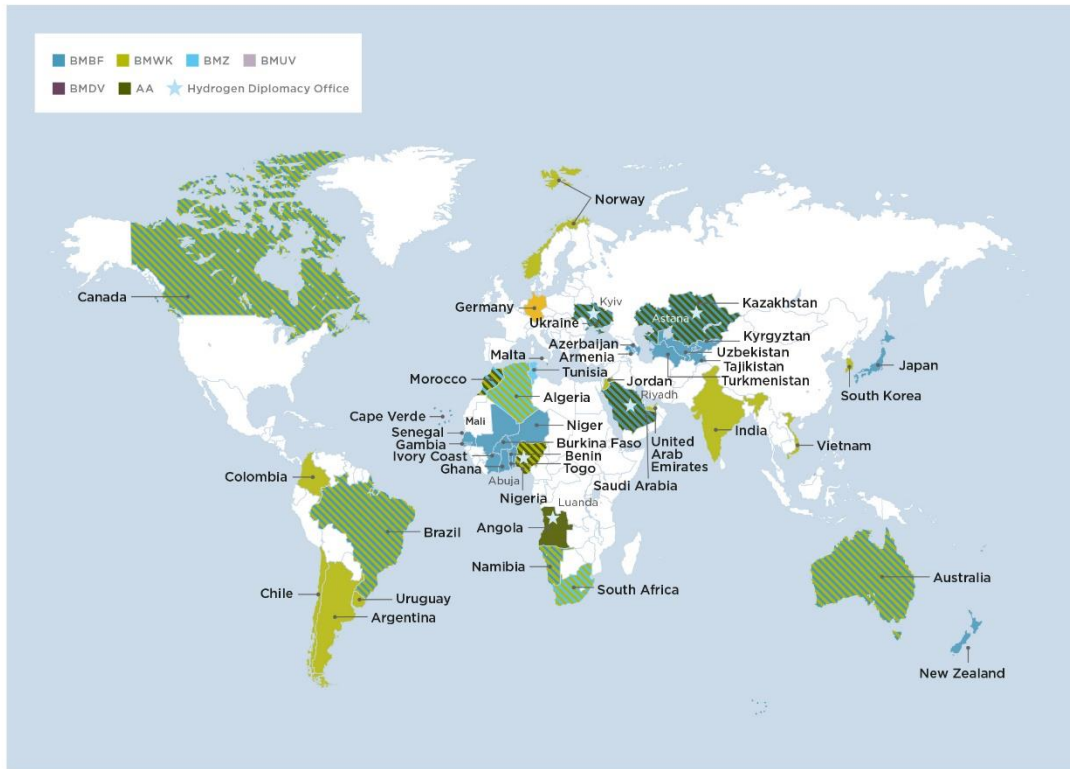 BMBF BMWK BMZ BMUV
BMDV AA Hydrogen Diplomacy Office
Norway
Canada
Germany
Kyiv
Ukraine
Astana
Kazakhstan
Kyrgyztan
Azerbaijan
Uzbekistan
Armenia
Tajikistan
Turkmenistan
Malta
Tunisia
Japan
South Korea
Morocco
Jordan
Algeria
Riyadh
Cape Verde
Mali
Niger
Senegal
Gambia
Burkina Faso
Ivory Coast
Benin
Ghana
Togo
Abuja
Nigeria
United
Arab
Emirates
Saudi Arabia
India
Vietnam
Colombia
Luanda
Angola
Brazil
Namibia
South Africa
Australia
Chile
Uruguay
Argentina
New Zealand